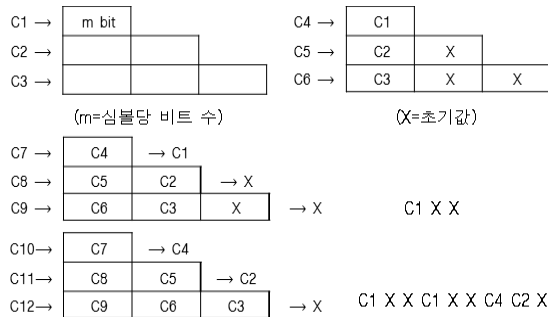 C1 → m bit
C2 →
C3 →
(m=심볼당 비트 수)
C4 → C1
C5 → C2 X
C6 → C3 X X
(X=초기값)
C7 → C4 → C1
C8 → C5 C2 → X
C9 → C6 C3 X → X C1 X X
C10→ C7 → C4
C11→ C8 C5 → C2
C12→ C9 C6 C3 → X C1 X X C1 X X C4 C2 X